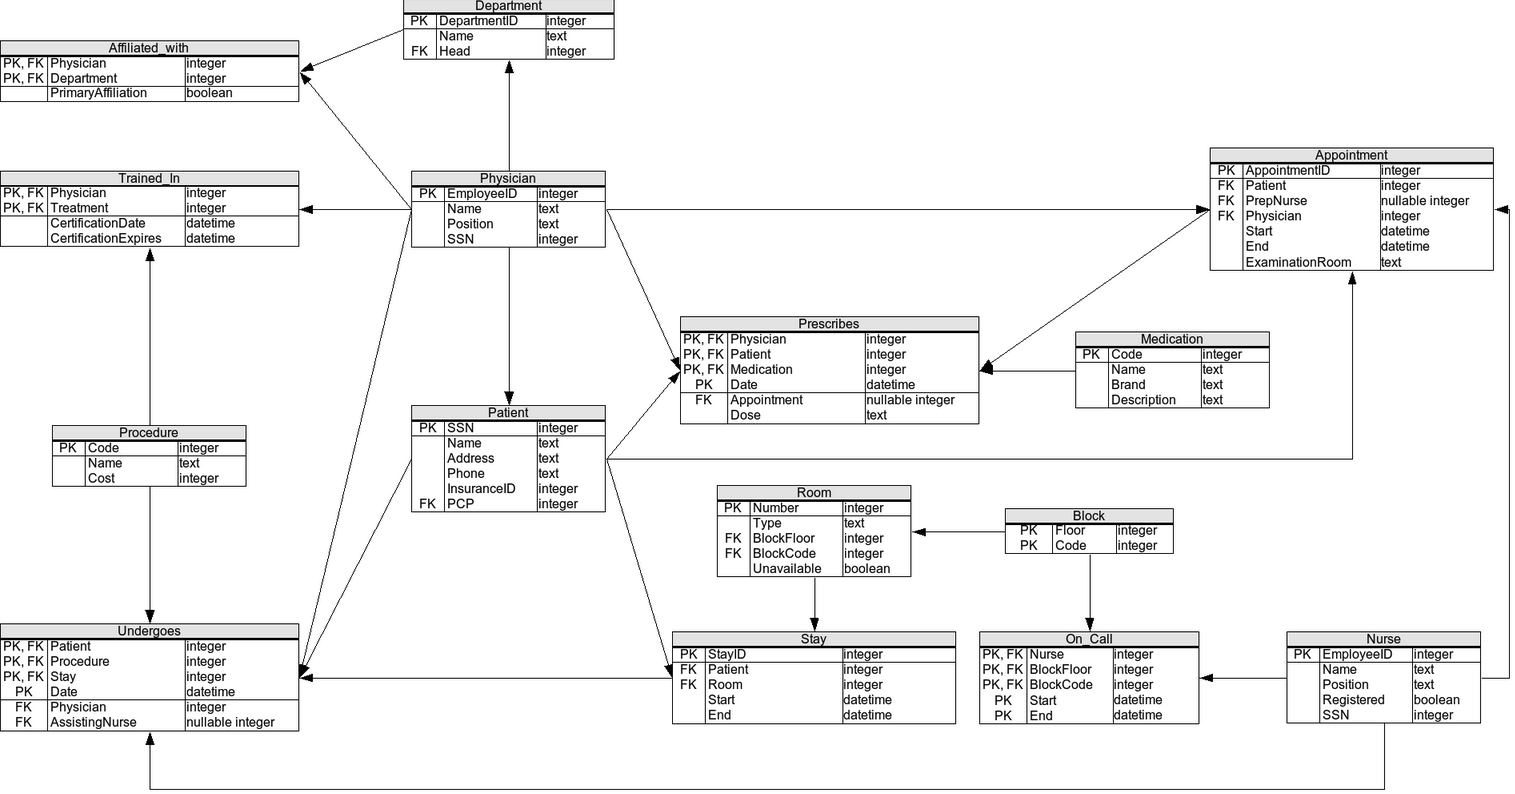 Department
PK DepartmentID integer
Name text
FK Head integer
Affiliated_with
PK, FK Physician integer
PK, FK Department integer
PrimaryAffiliation boolean
Appointment
PK AppointmentID integer
FK Patient integer
FK PrepNurse nullable integer
FK Physician integer
Start datetime
End datetime
ExaminationRoom text
Trained_In
PK, FK Physician integer
PK, FK Treatment integer
CertificationDate datetime
CertificationExpires datetime
Physician
PK EmployeeID integer
Name text
Position text
SSN integer
Prescribes
PK, FK Physician integer
PK, FK Patient integer
PK, FK Medication integer
PK Date datetime
FK Appointment nullable integer
Dose text
Medication
PK Code integer
Name text
Brand text
Description text
Patient
PK SSN integer
Name text
Address text
Phone text
InsuranceID integer
FK PCP integer
Procedure
PK Code integer
Name text
Cost integer
Room
PK Number integer
Type text
FK BlockFloor integer
FK BlockCode integer
Unavailable boolean
Block
PK Floor integer
PK Code integer
Undergoes
PK, FK Patient integer
PK, FK Procedure integer
PK, FK Stay integer
PK Date datetime
FK Physician integer
FK AssistingNurse nullable integer
Stay
PK StayID integer
FK Patient integer
FK Room integer
Start datetime
End datetime
On_Call
PK, FK Nurse integer
PK, FK BlockFloor integer
PK, FK BlockCode integer
PK Start datetime
PK End datetime
Nurse
PK EmployeeID integer
Name text
Position text
Registered boolean
SSN integer